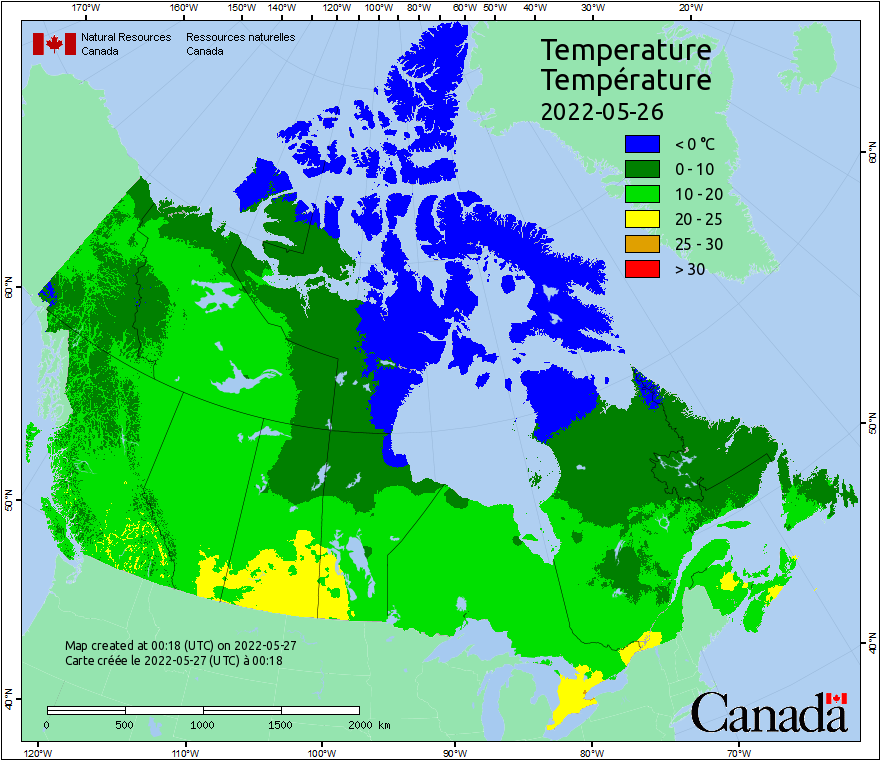 170°W 160°W 150°W 140°W 120°W 100°W 80°W 60°W 50°W 40°W 30°W 20°W
Natural Resources Ressources naturelles
Canada Canada
Temperature
Température
2022-05-26
< 0 °C
0 - 10
10 - 20
20 - 25
25 - 30
> 30
60°N
60°N
50°N
50°N
40°N
40°N
Map created at 00:18 (UTC) on 2022-05-27
Carte créée le 2022-05-27 (UTC) à 00:18
0 500 1000 1500 2000 km
Canada
120°W 110°W 100°W 90°W 80°W 70°W